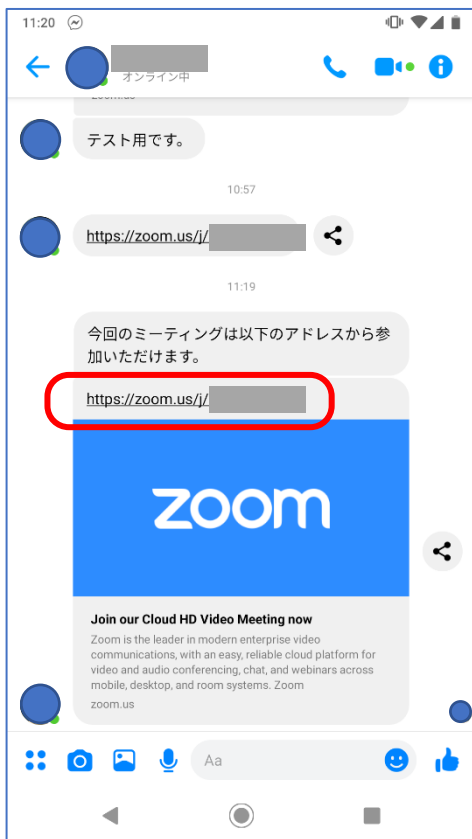 11:20
オンライン中
テスト用です。
10:57
https://zoom.us/j/
11:19
今回のミーティングは以下のアドレスから参
加いただけます。
https://zoom.us/j/
zoom
Join our Cloud HD Video Meeting now
Zoom is the leader in modern enterprise video
communications, with an easy, reliable cloud platform for
video and audio conferencing, chat, and webinars across
mobile, desktop, and room systems. Zoom
zoom.us
Aa